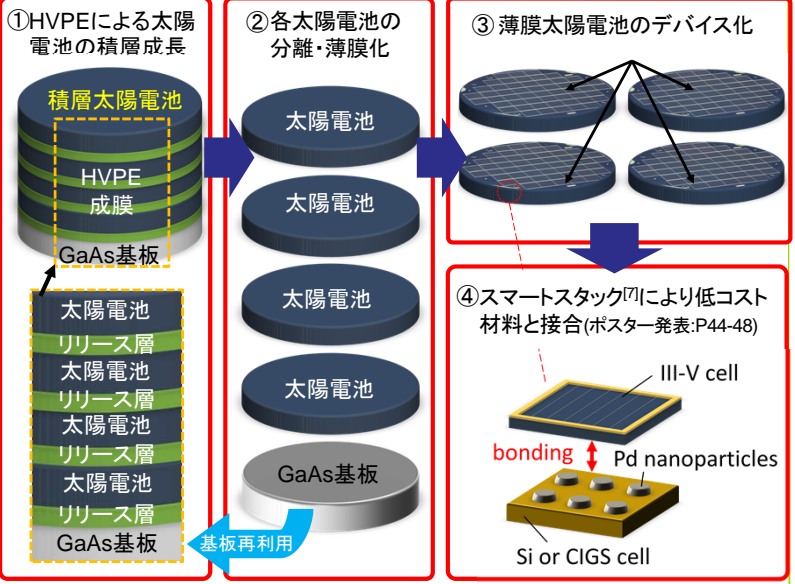 ①HVPEによる太陽
電池の積層成長
積層太陽電池
HVPE
成膜
GaAs基板
太陽電池
リリース層
太陽電池
リリース層
太陽電池
リリース層
太陽電池
リリース層
GaAs基板
②各太陽電池の
分離・薄膜化
太陽電池
太陽電池
太陽電池
太陽電池
GaAs基板
基板再利用
③薄膜太陽電池のデバイス化
④スマートスタック[7]により低コスト
材料と接合(ポスター発表:P44-48)
III-V cell
bonding
Pd nanoparticles
Si or CIGS cell